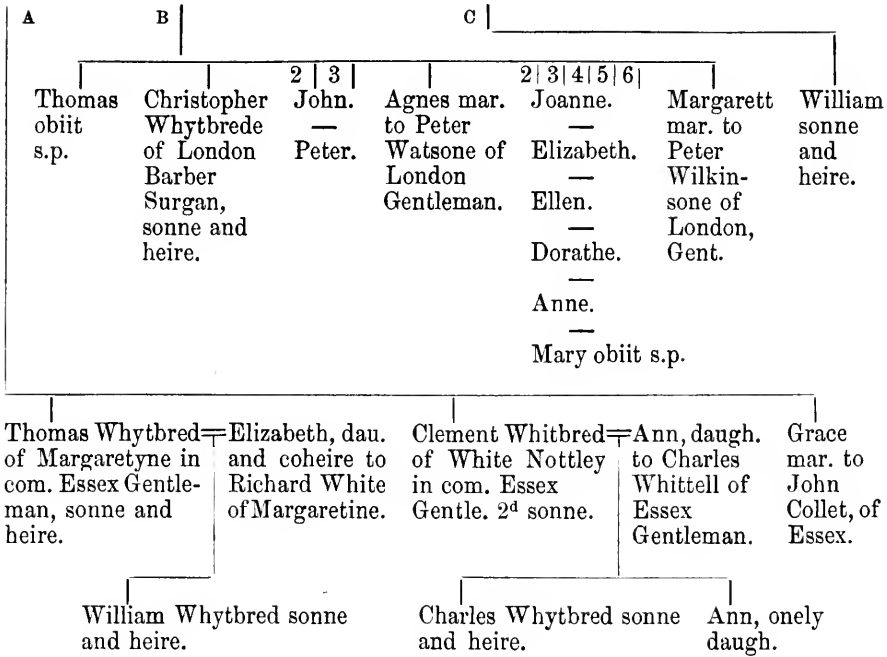 A
B
C
Thomas
obiit
s.p.
Christopher
Whytbrede
of London
Barber
Surgan,
sonne and
heire.
2 | 3 |
John.
—
Peter.
Agnes mar.
to Peter
Watsone of
London
Gentleman.
2|3|4|5|6|
Joanne.
—
Elizabeth.
—
Ellen.
—
Dorathe.
—
Anne.
—
Mary obiit s.p.
Margarett
mar. to
Peter
Wilkin-
sone of
London,
Gent.
William
sonne
and
heire.
Thomas Whytbred
of Margaretyne in
com. Essex Gentle-
man, sonne and
heire.
Elizabeth, dau.
and coheire to
Richard White
of Margaretine.
Clement Whitbred
of White Nottley
in com. Essex
Gentle. 2d sonne.
Ann, daugh.
to Charles
Whittell of
Essex
Gentleman.
Grace
mar. to
John
Collet, of
Essex.
William Whytbred sonne
and heire.
Charles Whytbred sonne
and heire.
Ann, onely
daugh.